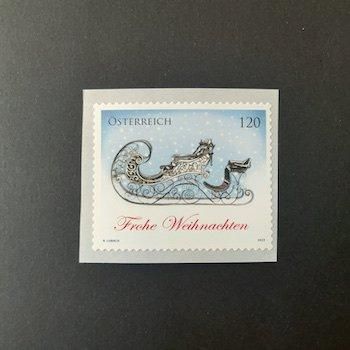 ÖSTERREICH 120
Frohe Weihnachten